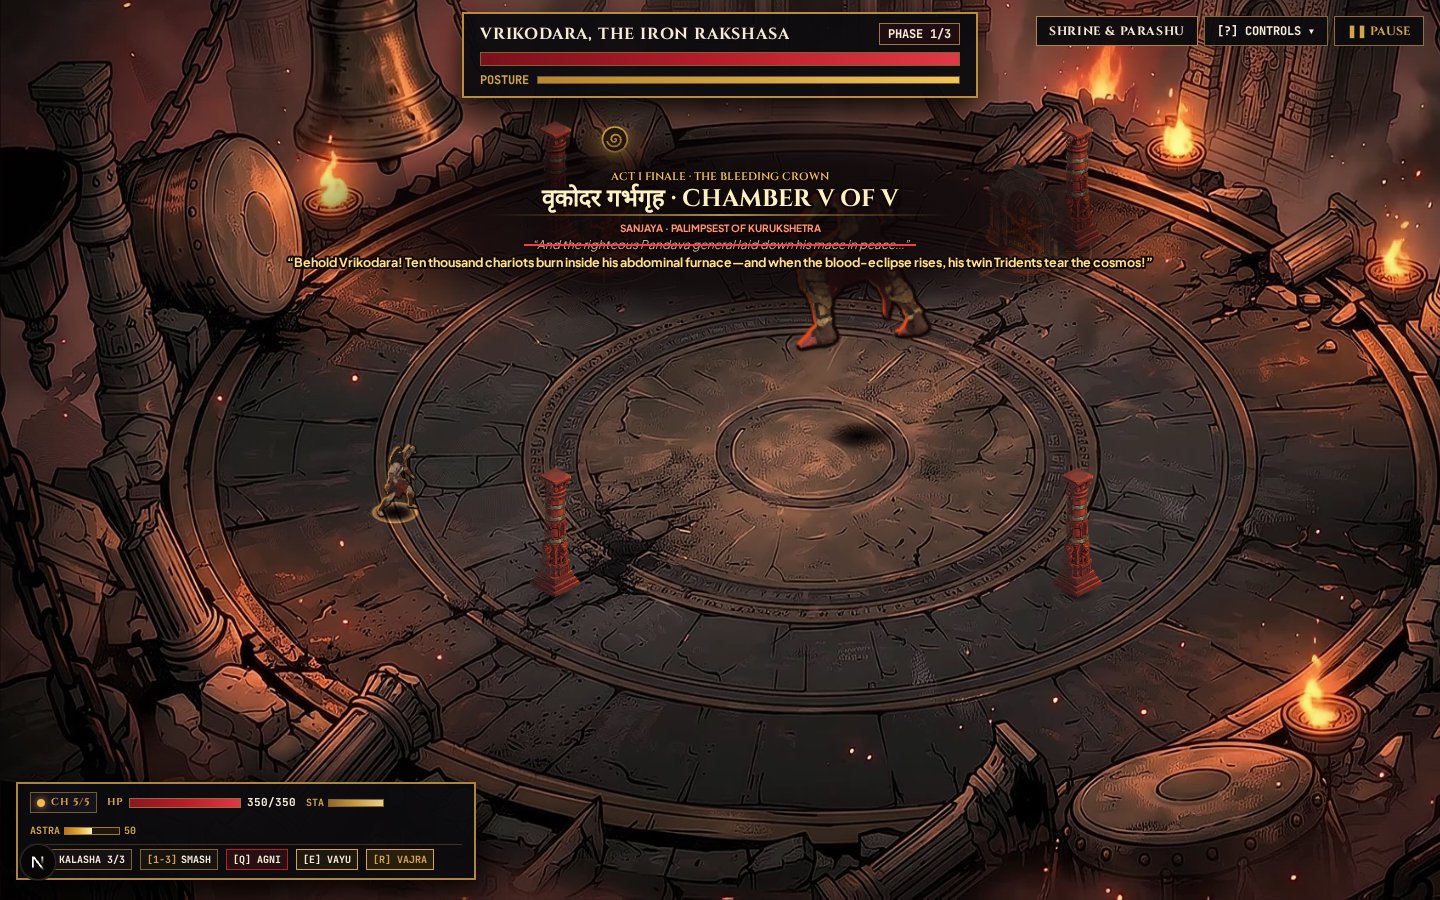 VRIKODARA, THE IRON RAKSHASA
PHASE 1/3
POSTURE
SHRINE & PARASHU
[?] CONTROLS ▾
❚❚ PAUSE
ACT I FINALE · THE BLEEDING CROWN
वृकोदर गर्भगृह · CHAMBER V OF V
SANJAYA · PALIMPSEST OF KURUKSHETRA
"And the righteous Pandava general laid down his mace in peace..."
“Behold Vrikodara! Ten thousand chariots burn inside his abdominal furnace—and when the blood-eclipse rises, his twin Tridents tear the cosmos!”
CH 5/5 HP 350/350 STA
ASTRA 50
N KALASHA 3/3 [1-3] SMASH [Q] AGNI [E] VAYU [R] VAJRA